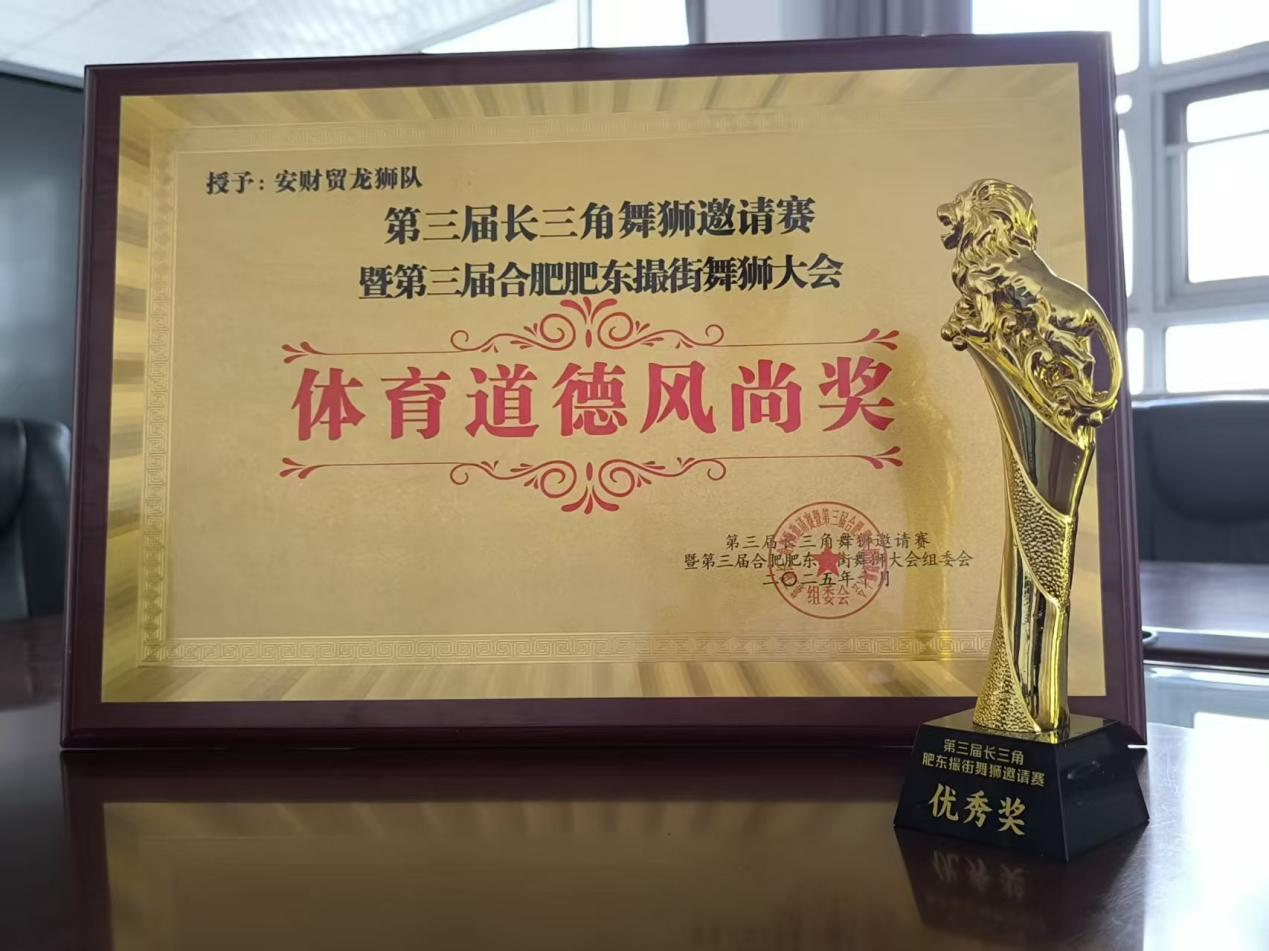 授予：安财贸龙狮队
第三届长三角舞狮邀请赛
暨第三届合肥肥东撮街舞狮大会
体育道德风尚奖
第三届长三角舞狮邀请赛
暨第三届合肥肥东 街舞狮大会组委会
二〇二五年 月
组委会
第三届长三角
肥东撮街舞狮邀请赛
优秀奖